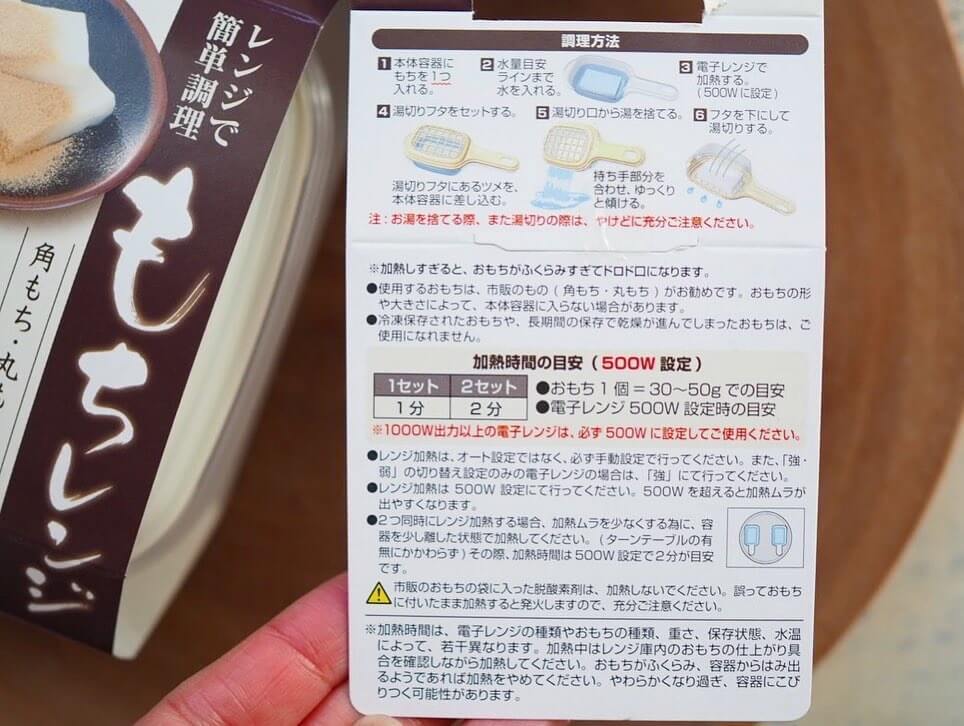 レンジで
簡単調理
もちレンジ
角もち・丸
調理方法
1 本体容器に
もちを1つ
入れる。
2 水量目安
ラインまで
水を入れる。
3 電子レンジで
加熱する。
(500Wに設定)
4 湯切りフタをセットする。
湯切りフタにあるツメを、
本体容器に差し込む。
5 湯切り口から湯を捨てる。
持ち手部分を
合わせ、ゆっくり
と傾ける。
6 フタを下にして
湯切りする。
注:お湯を捨てる際、また湯切りの際は、やけどに充分ご注意ください。
※加熱しすぎると、おもちがふくらみすぎてドロドロになります。
●使用するおもちは、市販のもの(角もち・丸もち)がお勧めです。おもちの形
や大きさによって、本体容器に入らない場合があります。
●冷凍保存されたおもちや、長期間の保存で乾燥が進んでしまったおもちは、ご
使用になれません。
加熱時間の目安(500W 設定)
1セット 2セット
1分 2分
●おもち1個=30〜50gでの目安
●電子レンジ500W設定時の目安
※1000W出力以上の電子レンジは、必ず500Wに設定してご使用ください。
●レンジ加熱は、オート設定ではなく、必ず手動設定で行ってください。また、「強・
弱」の切り替え設定のみの電子レンジの場合は、「強」にて行ってください。
●レンジ加熱は500W設定にて行ってください。500Wを超えると加熱ムラが
出やすくなります。
●2つ同時にレンジ加熱する場合、加熱ムラを少なくする為に、容
器を少し離した状態で加熱してください。(ターンテーブルの有
無にかかわらず)その際、加熱時間は500W設定で2分が目安
です。
市販のおもちの袋に入った脱酸素剤は、加熱しないでください。誤っておもち
に付いたまま加熱すると発火しますので、充分ご注意ください。
※加熱時間は、電子レンジの種類やおもちの種類、重さ、保存状態、水温
によって、若干異なります。加熱中はレンジ庫内のおもちの仕上がり具
合を確認しながら加熱してください。おもちがふくらみ、容器からはみ出
るようであれば加熱をやめてください。やわらかくなり過ぎ、容器にこび
りつく可能性があります。